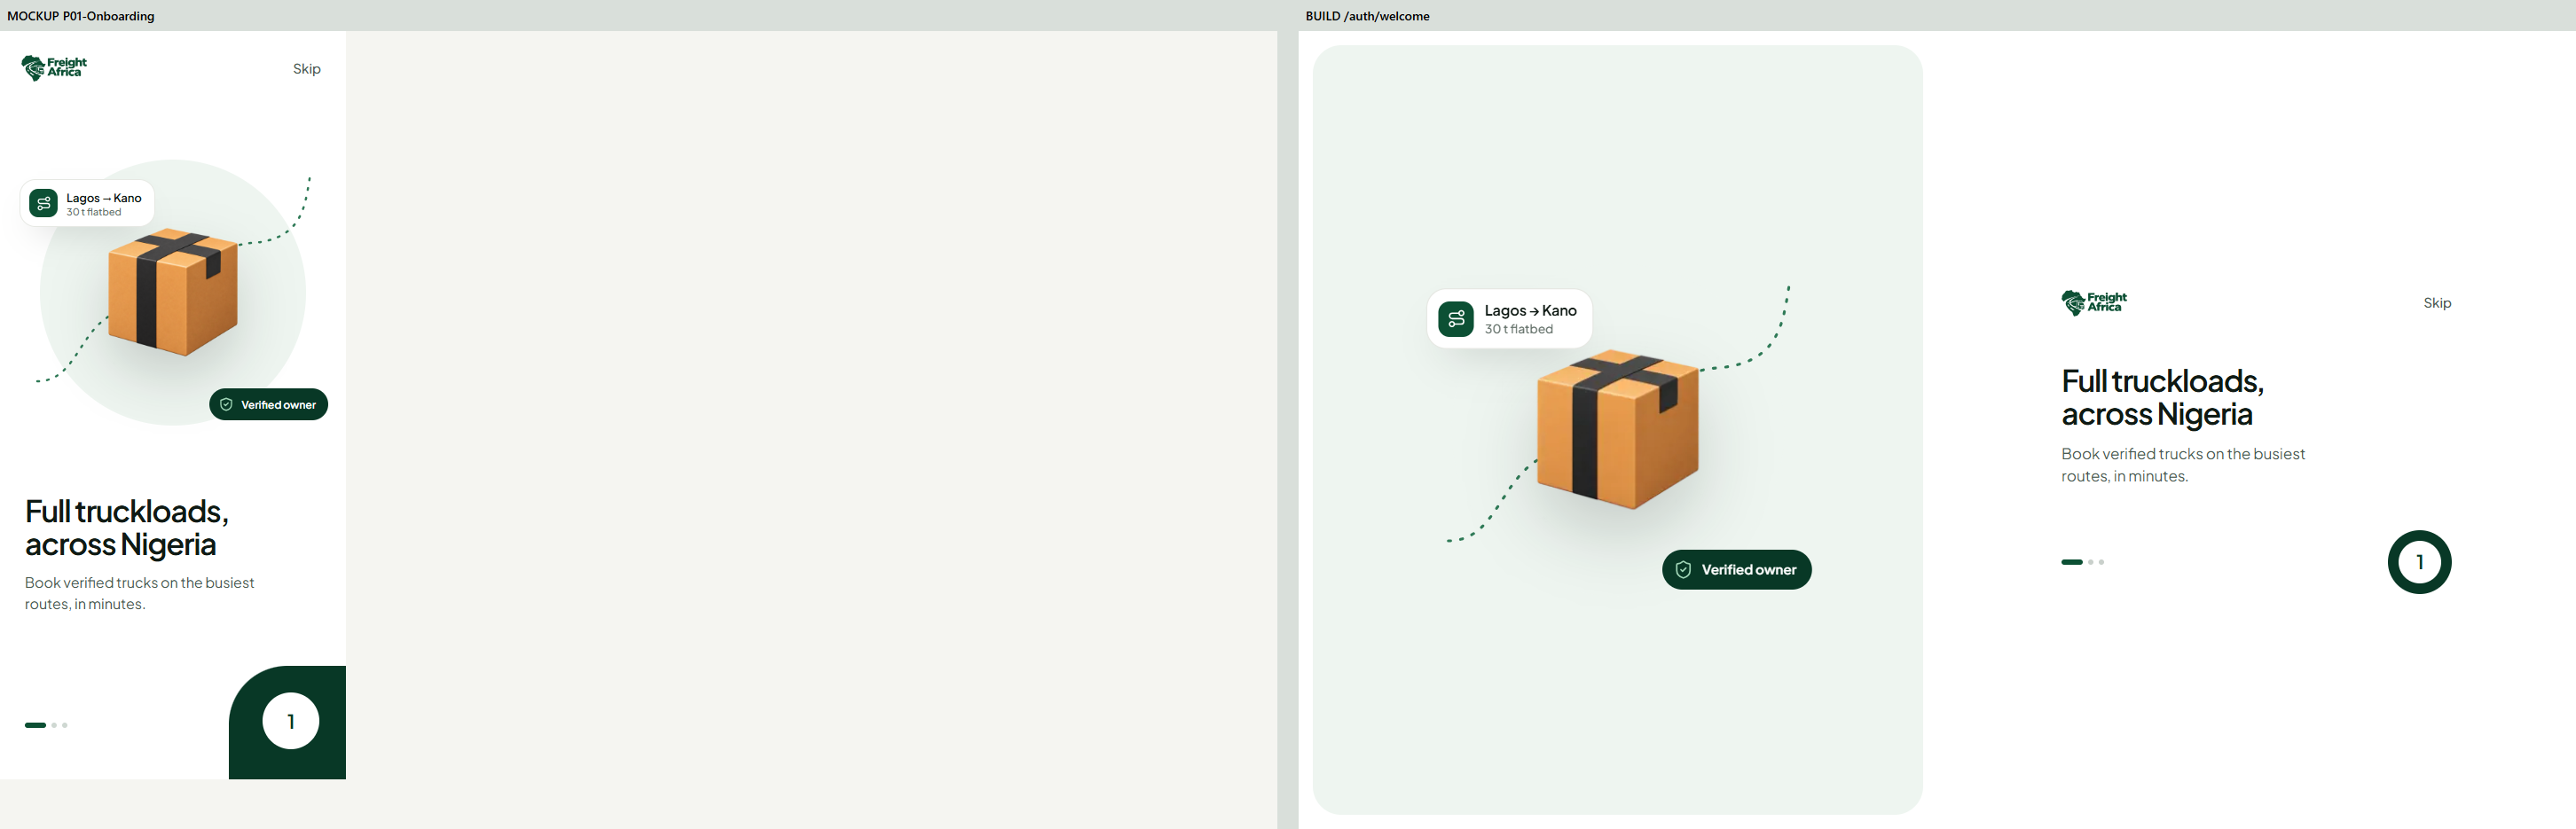 MOCKUP P01-Onboarding
Freight
Africa
Skip
Lagos → Kano
30 t flatbed
Verified owner
Full truckloads,
across Nigeria
Book verified trucks on the busiest
routes, in minutes.
1
BUILD /auth/welcome
Lagos → Kano
30 t flatbed
Verified owner
Freight
Africa
Skip
Full truckloads,
across Nigeria
Book verified trucks on the busiest
routes, in minutes.
1